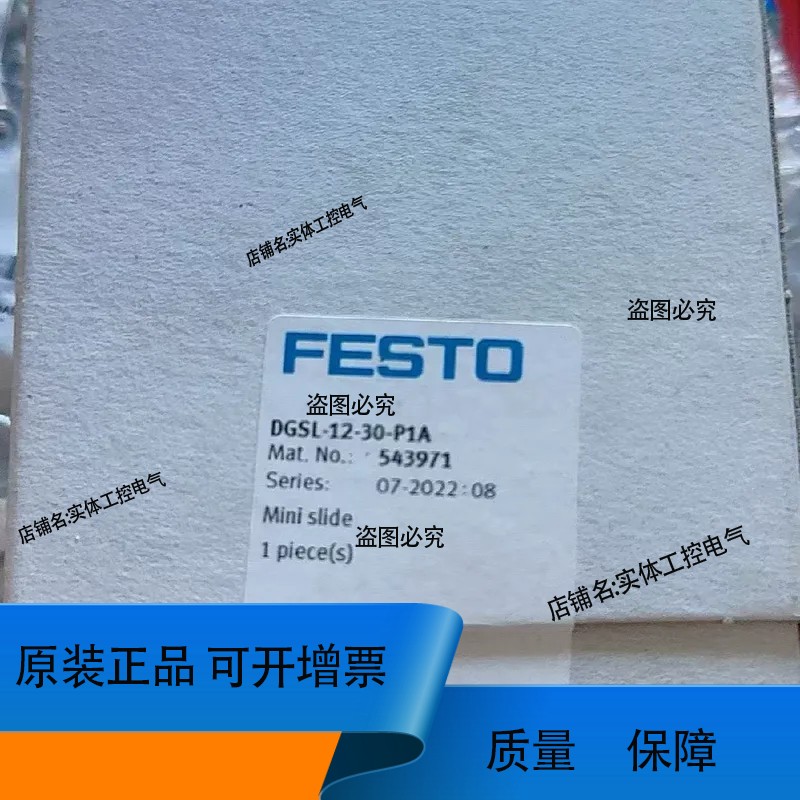 店铺名:实体工控电气
盗图必究
FESTO
盗图必究
DGSL-12-30-P1A
Mat. No.: 543971
Series: 07-2022:08
店铺名:实体工控电气
Mini slide
盗图必究
1 piece(s)
店铺名:实体工控电气
原装正品 可开增票
质量 保障